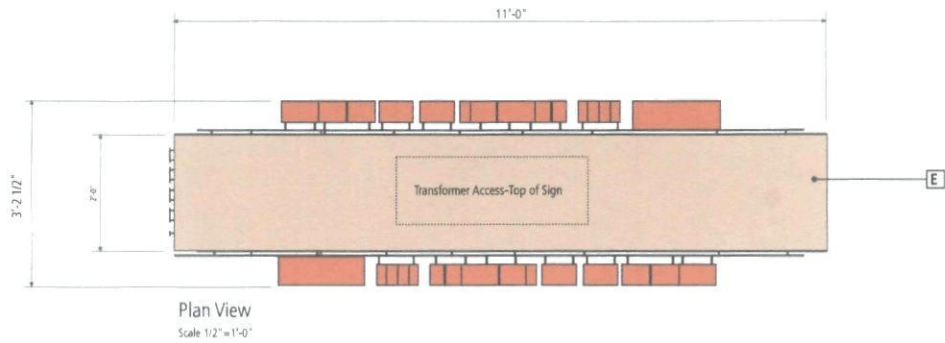 11'-0"
3'-2 1/2"
2'-0"
Transformer Access-Top of Sign
E
Plan View
Scale 1/2"=1'-0"